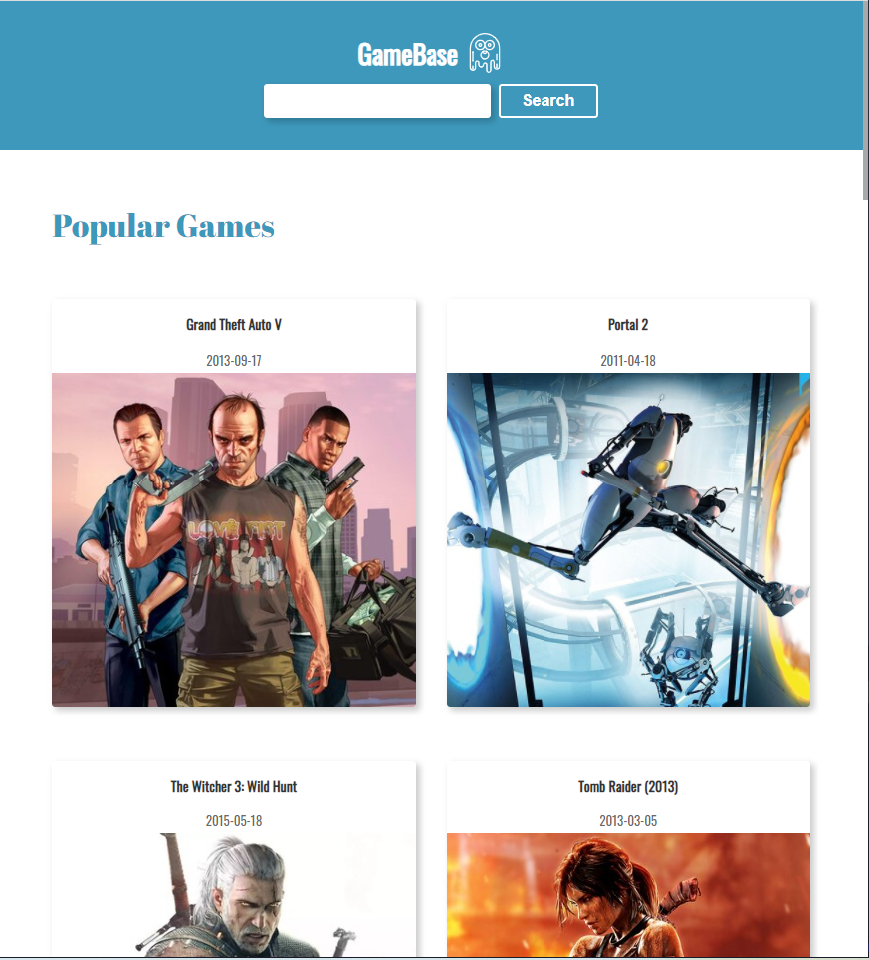 GameBase
Search
Popular Games
Grand Theft Auto V
2013-09-17
LOVE FIST
Portal 2
2011-04-18
The Witcher 3: Wild Hunt
2015-05-18
Tomb Raider (2013)
2013-03-05